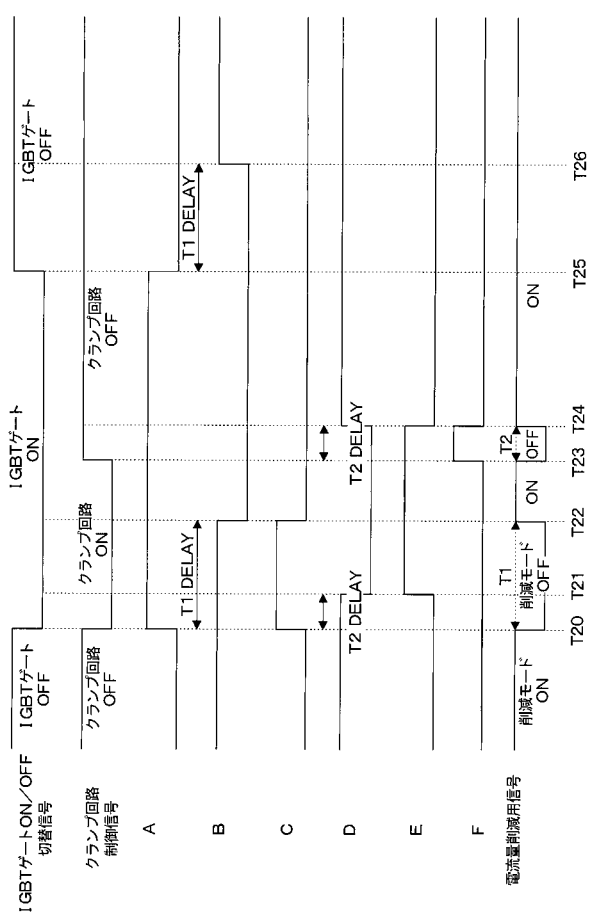 IGBTゲートON/OFF
切替信号
IGBTゲート
OFF
IGBTゲート
ON
IGBTゲート
OFF
クランプ回路
制御信号
クランプ回路
OFF
クランプ回路
ON
クランプ回路
OFF
A
T1 DELAY
T1 DELAY
B
C
T2 DELAY
T2 DELAY
D
E
F
電流量削減用信号
削減モード
ON
T1
削減モード
OFF
ON
T2
OFF
ON
T20
T21
T22
T23
T24
T25
T26